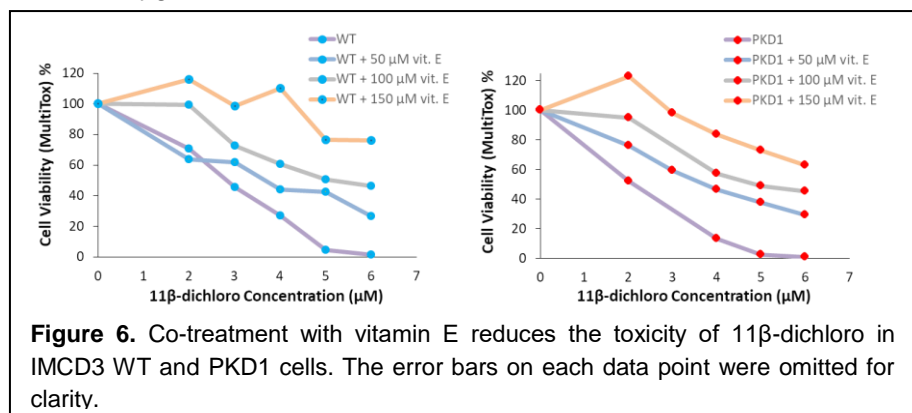 WT
WT + 50 µM vit. E
WT + 100 µM vit. E
WT + 150 µM vit. E
Cell Viability (MultiTox) %
120
100
80
60
40
20
0
0 1 2 3 4 5 6 7
11β-dichloro Concentration (µM)
PKD1
PKD1 + 50 µM vit. E
PKD1 + 100 µM vit. E
PKD1 + 150 µM vit. E
Cell Viability (MultiTox) %
120
100
80
60
40
20
0
0 1 2 3 4 5 6 7
11β-dichloro Concentration (µM)
Figure 6. Co-treatment with vitamin E reduces the toxicity of 11β-dichloro in
IMCD3 WT and PKD1 cells. The error bars on each data point were omitted for
clarity.